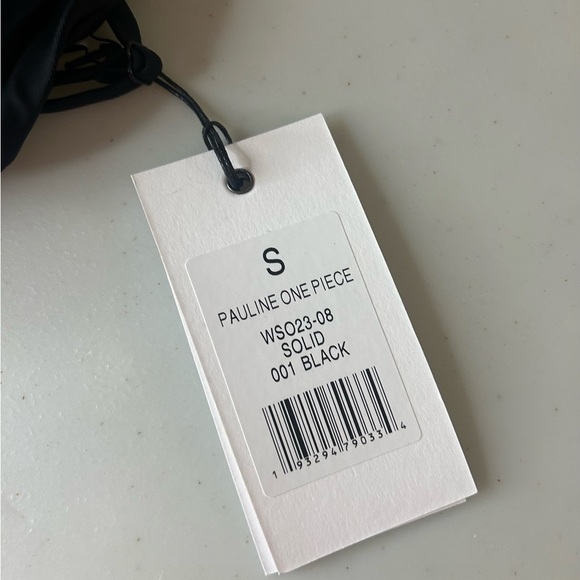 S
PAULINE ONE PIECE
WSO23-08
SOLID
001 BLACK
1 93294 79033 4